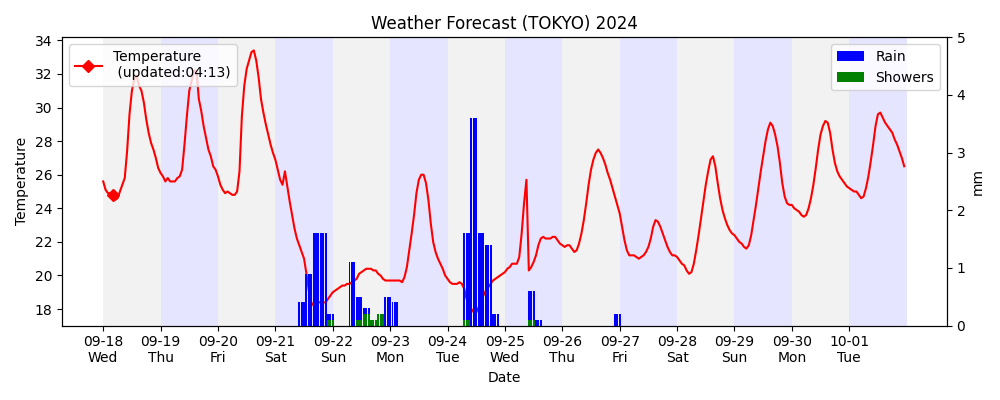 Weather Forecast (TOKYO) 2024
Temperature
(updated:04:13)
Rain
Showers
Temperature
34
32
30
28
26
24
22
20
18
5
4
3
2
1
0
mm
09-18 09-19 09-20 09-21 09-22 09-23 09-24 09-25 09-26 09-27 09-28 09-29 09-30 10-01
Wed Thu Fri Sat Sun Mon Tue Wed Thu Fri Sat Sun Mon Tue
Date